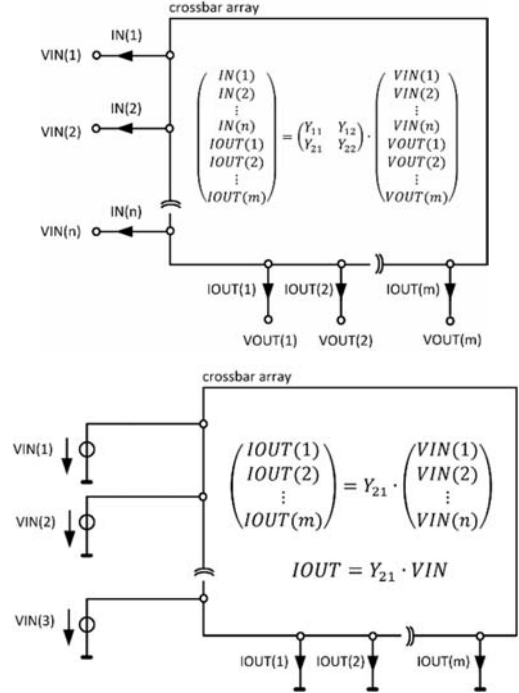 crossbar array
IN(1)
VIN(1)
IN(2)
VIN(2)
IN(n)
VIN(n)
IN(1)
IN(2)
⋮
IN(n)
IOUT(1)
IOUT(2)
⋮
IOUT(m)
= (Y11 Y12
Y21 Y22) ·
VIN(1)
VIN(2)
⋮
VIN(n)
VOUT(1)
VOUT(2)
⋮
VOUT(m)
IOUT(1) IOUT(2) IOUT(m)
VOUT(1) VOUT(2) VOUT(m)
crossbar array
VIN(1)
VIN(2)
VIN(3)
IOUT(1)
IOUT(2)
⋮
IOUT(m)
= Y21 ·
VIN(1)
VIN(2)
⋮
VIN(n)
IOUT = Y21 · VIN
IOUT(1) IOUT(2) IOUT(m)